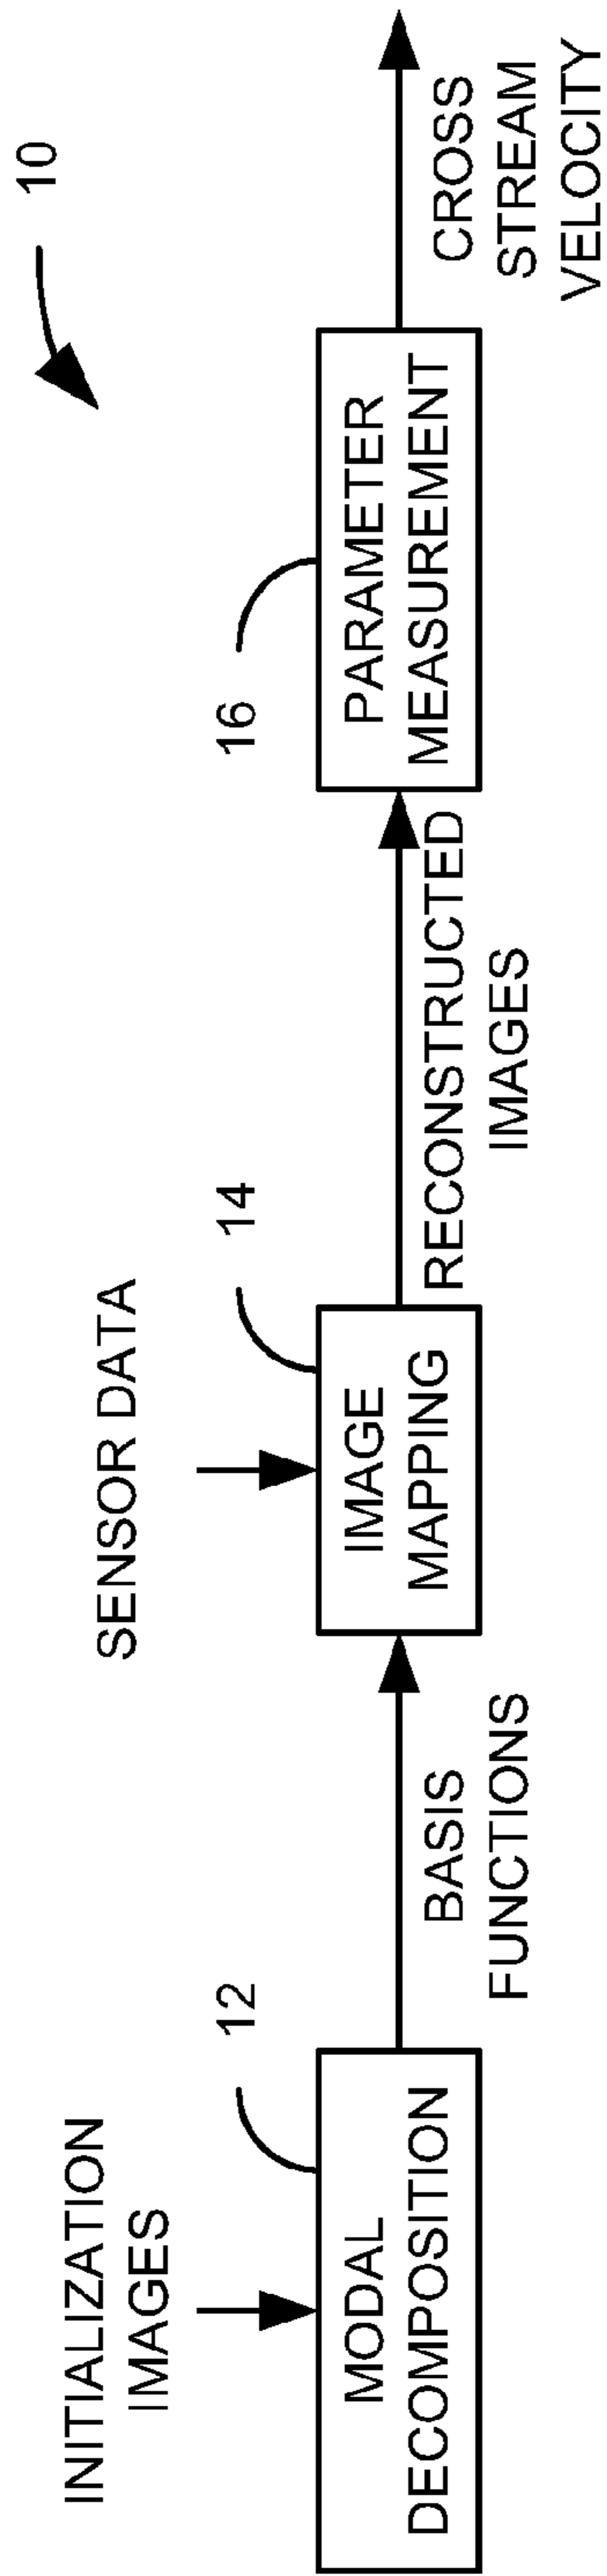 10
INITIALIZATION
IMAGES
12
MODAL
DECOMPOSITION
BASIS
FUNCTIONS
SENSOR DATA
14
IMAGE
MAPPING
RECONSTRUCTED
IMAGES
16
PARAMETER
MEASUREMENT
CROSS
STREAM
VELOCITY